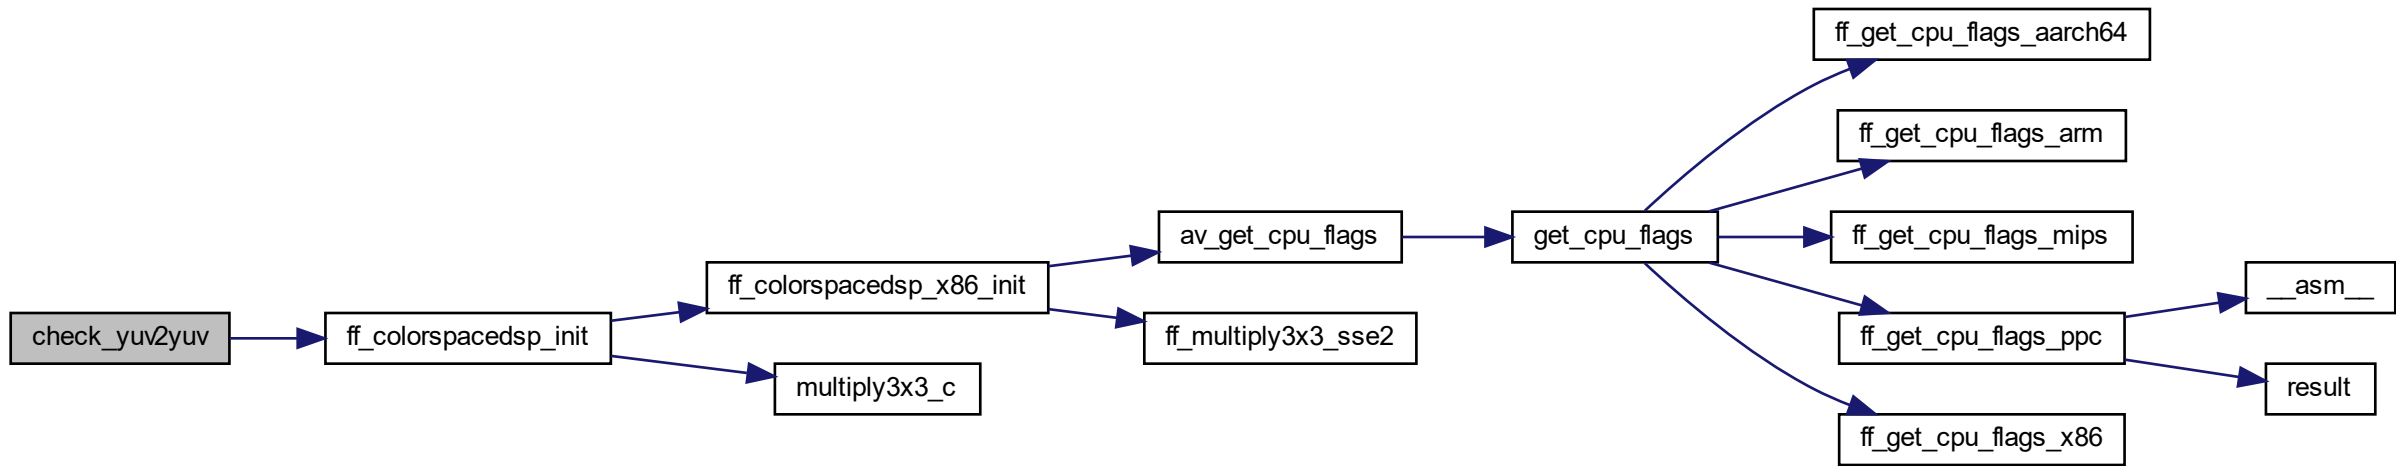 check_yuv2yuv
ff_colorspacedsp_init
ff_colorspacedsp_x86_init
multiply3x3_c
av_get_cpu_flags
ff_multiply3x3_sse2
get_cpu_flags
ff_get_cpu_flags_aarch64
ff_get_cpu_flags_arm
ff_get_cpu_flags_mips
ff_get_cpu_flags_ppc
ff_get_cpu_flags_x86
__asm__
result